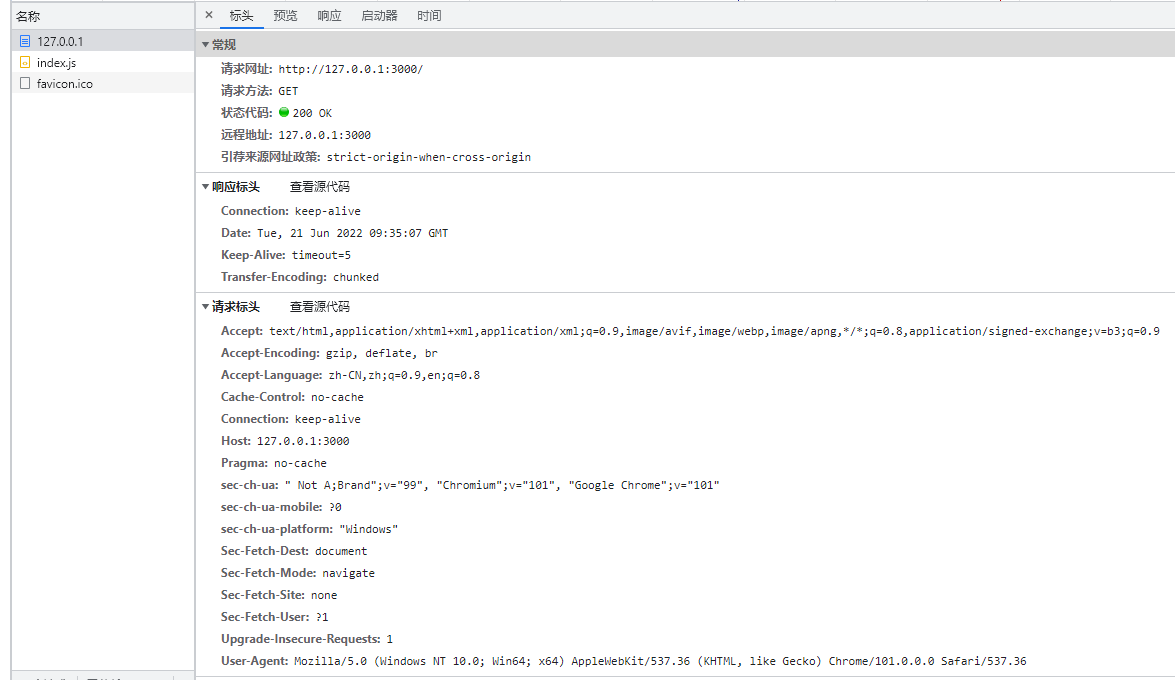 名称
127.0.0.1
index.js
favicon.ico
× 标头 预览 响应 启动器 时间
常规
请求网址: http://127.0.0.1:3000/
请求方法: GET
状态代码: 200 OK
远程地址: 127.0.0.1:3000
引荐来源网址政策: strict-origin-when-cross-origin
响应标头 查看源代码
Connection: keep-alive
Date: Tue, 21 Jun 2022 09:35:07 GMT
Keep-Alive: timeout=5
Transfer-Encoding: chunked
请求标头 查看源代码
Accept: text/html,application/xhtml+xml,application/xml;q=0.9,image/avif,image/webp,image/apng,*/*;q=0.8,application/signed-exchange;v=b3;q=0.9
Accept-Encoding: gzip, deflate, br
Accept-Language: zh-CN,zh;q=0.9,en;q=0.8
Cache-Control: no-cache
Connection: keep-alive
Host: 127.0.0.1:3000
Pragma: no-cache
sec-ch-ua: " Not A;Brand";v="99", "Chromium";v="101", "Google Chrome";v="101"
sec-ch-ua-mobile: ?0
sec-ch-ua-platform: "Windows"
Sec-Fetch-Dest: document
Sec-Fetch-Mode: navigate
Sec-Fetch-Site: none
Sec-Fetch-User: ?1
Upgrade-Insecure-Requests: 1
User-Agent: Mozilla/5.0 (Windows NT 10.0; Win64; x64) AppleWebKit/537.36 (KHTML, like Gecko) Chrome/101.0.0.0 Safari/537.36